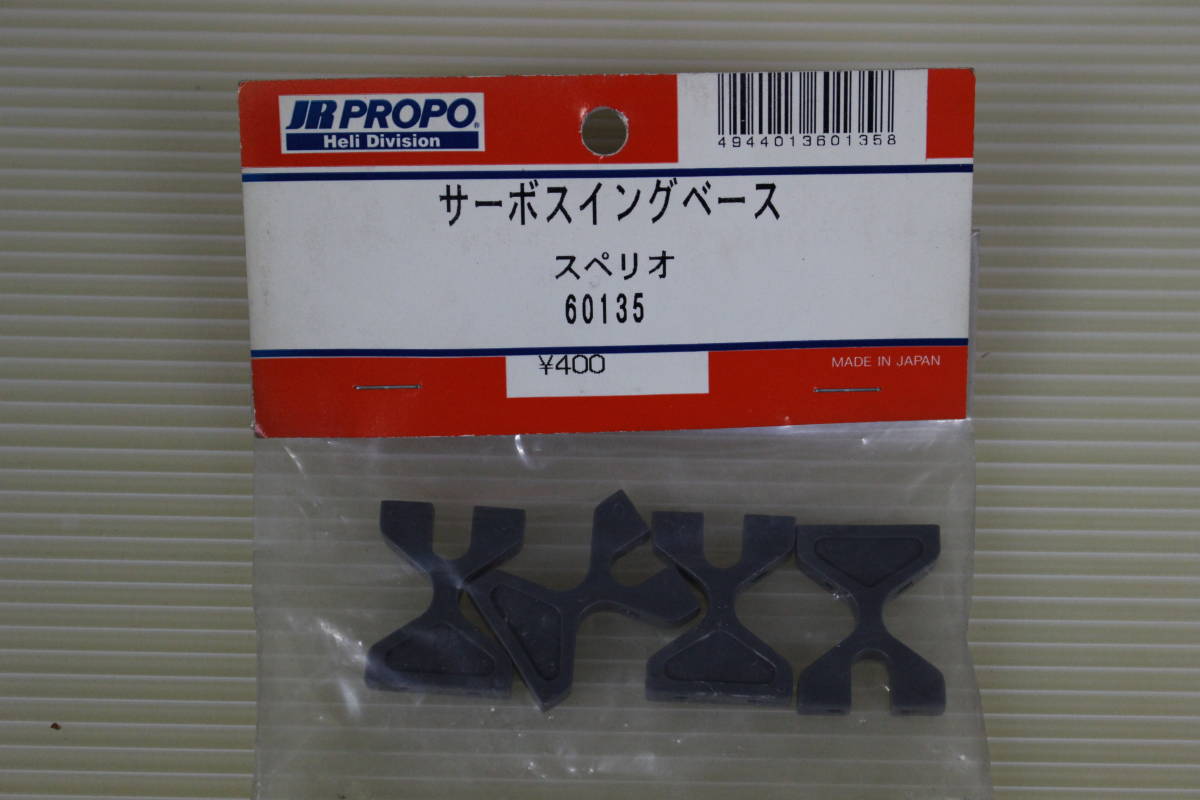 JR PROPO®
Heli Division
4944013601358
サーボスイングベース
スペリオ
60135
¥400
MADE IN JAPAN